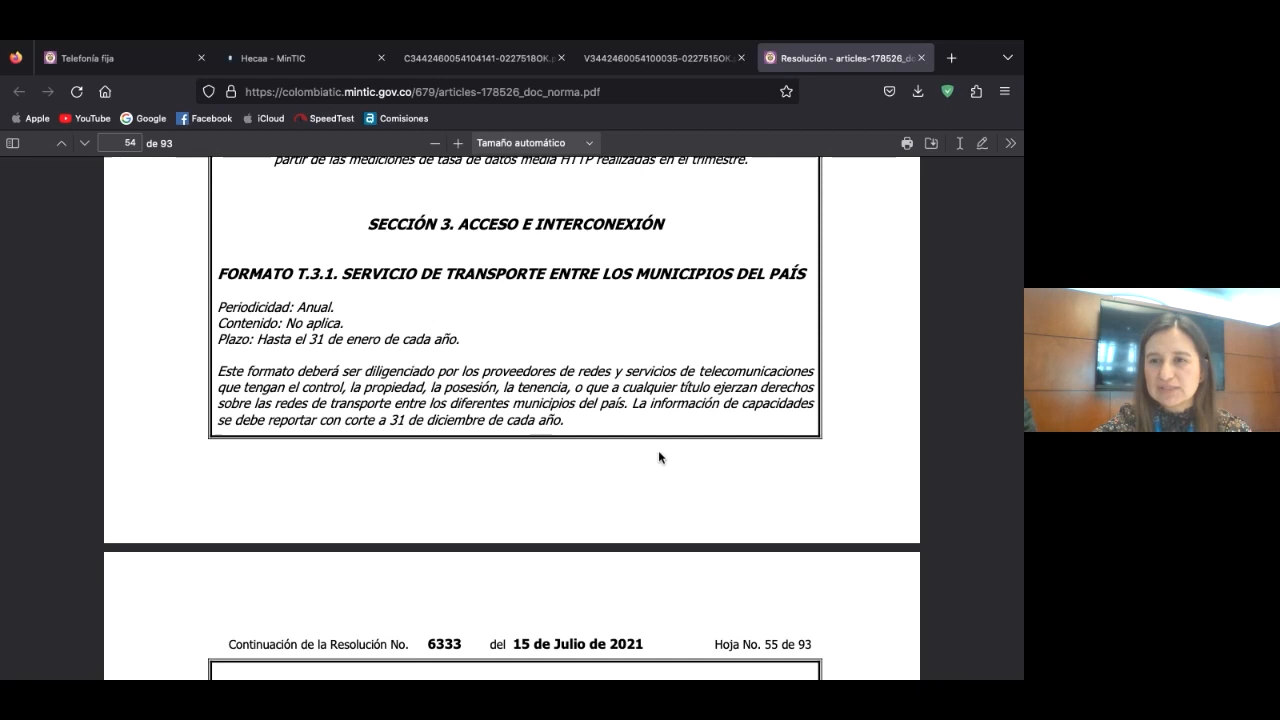 Telefonía fija
Hecaa - MinTIC
C3442460054104141-0227518OK.
V3442460054100035-0227515OK.
Resolución - articles-178526_do
https://colombiatic.mintic.gov.co/679/articles-178526_doc_norma.pdf
Apple YouTube Google Facebook iCloud SpeedTest Comisiones
54 de 93 Tamaño automático
partir de las mediciones de tasa de datos media HTTP realizadas en el trimestre.
SECCIÓN 3. ACCESO E INTERCONEXIÓN
FORMATO T.3.1. SERVICIO DE TRANSPORTE ENTRE LOS MUNICIPIOS DEL PAÍS
Periodicidad: Anual.
Contenido: No aplica.
Plazo: Hasta el 31 de enero de cada año.
Este formato deberá ser diligenciado por los proveedores de redes y servicios de telecomunicaciones
que tengan el control, la propiedad, la posesión, la tenencia, o que a cualquier título ejerzan derechos
sobre las redes de transporte entre los diferentes municipios del país. La información de capacidades
se debe reportar con corte a 31 de diciembre de cada año.
Continuación de la Resolución No. 6333 del 15 de Julio de 2021 Hoja No. 55 de 93